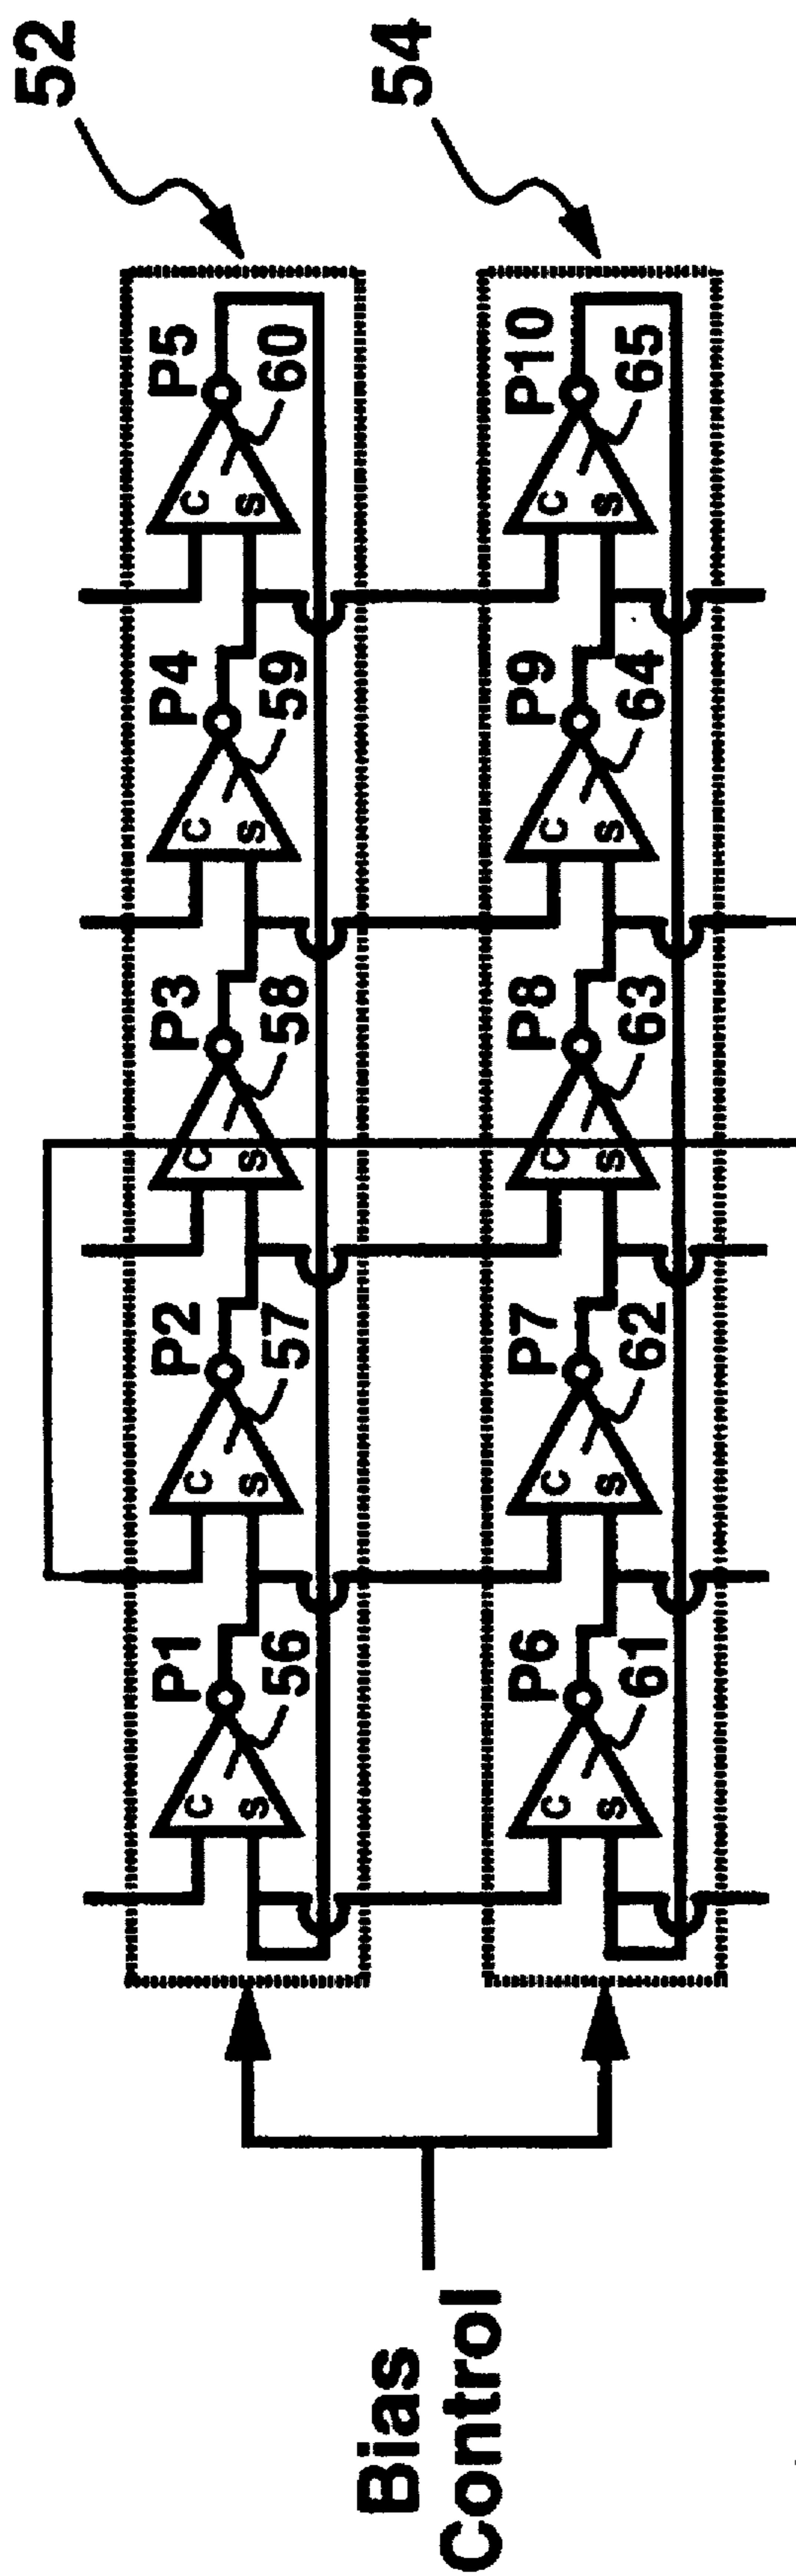 52
P1 P2 P3 P4 P5
C C C C C
S S S S S
56 57 58 59 60
54
P6 P7 P8 P9 P10
C C C C C
S S S S S
61 62 63 64 65
Bias
Control